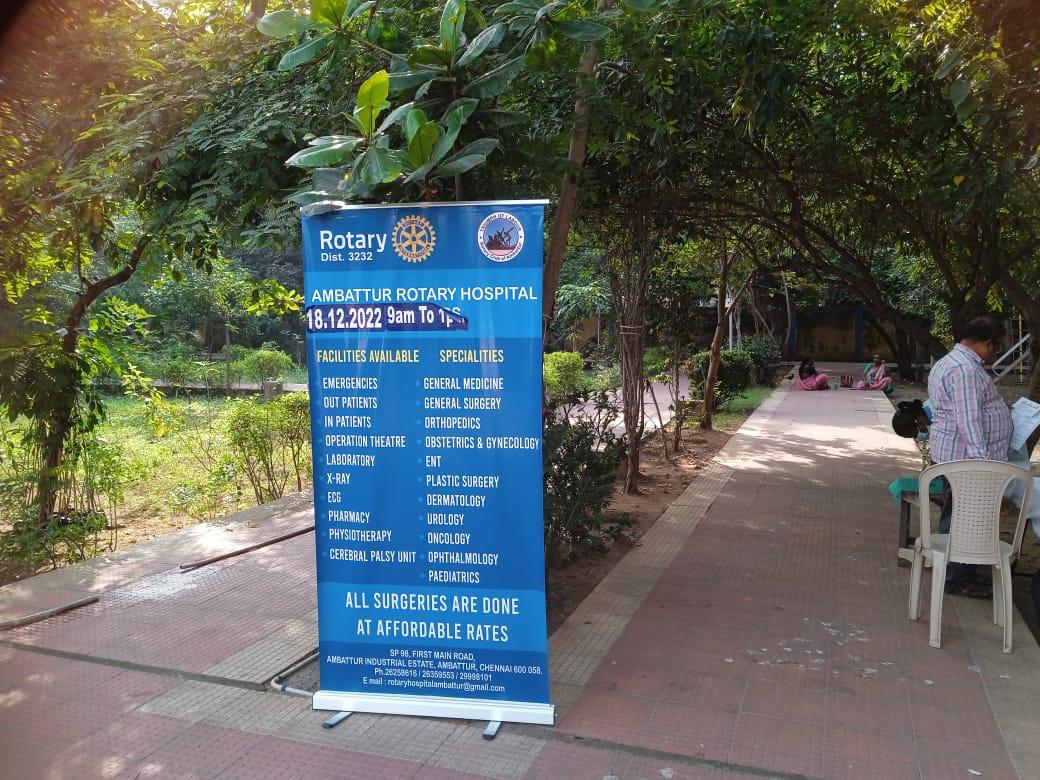 Rotary
Dist. 3232
AMBATTUR ROTARY HOSPITAL
18.12.2022 9am To
FACILITIES AVAILABLE
EMERGENCIES
OUT PATIENTS
IN PATIENTS
OPERATION THEATRE
LABORATORY
X-RAY
ECG
PHARMACY
PHYSIOTHERAPY
CEREBRAL PALSY UNIT
SPECIALITIES
GENERAL MEDICINE
GENERAL SURGERY
ORTHOPEDICS
OBSTETRICS & GYNECOLOGY
ENT
PLASTIC SURGERY
DERMATOLOGY
UROLOGY
ONCOLOGY
OPHTHALMOLOGY
PAEDIATRICS
ALL SURGERIES ARE DONE
AT AFFORDABLE RATES
SP 98, FIRST MAIN ROAD,
AMBATTUR INDUSTRIAL ESTATE, AMBATTUR, CHENNAI 600 058.
Ph.26258616 / 26359553 / 29998101
E mail : rotaryhospitalambattur@gmail.com